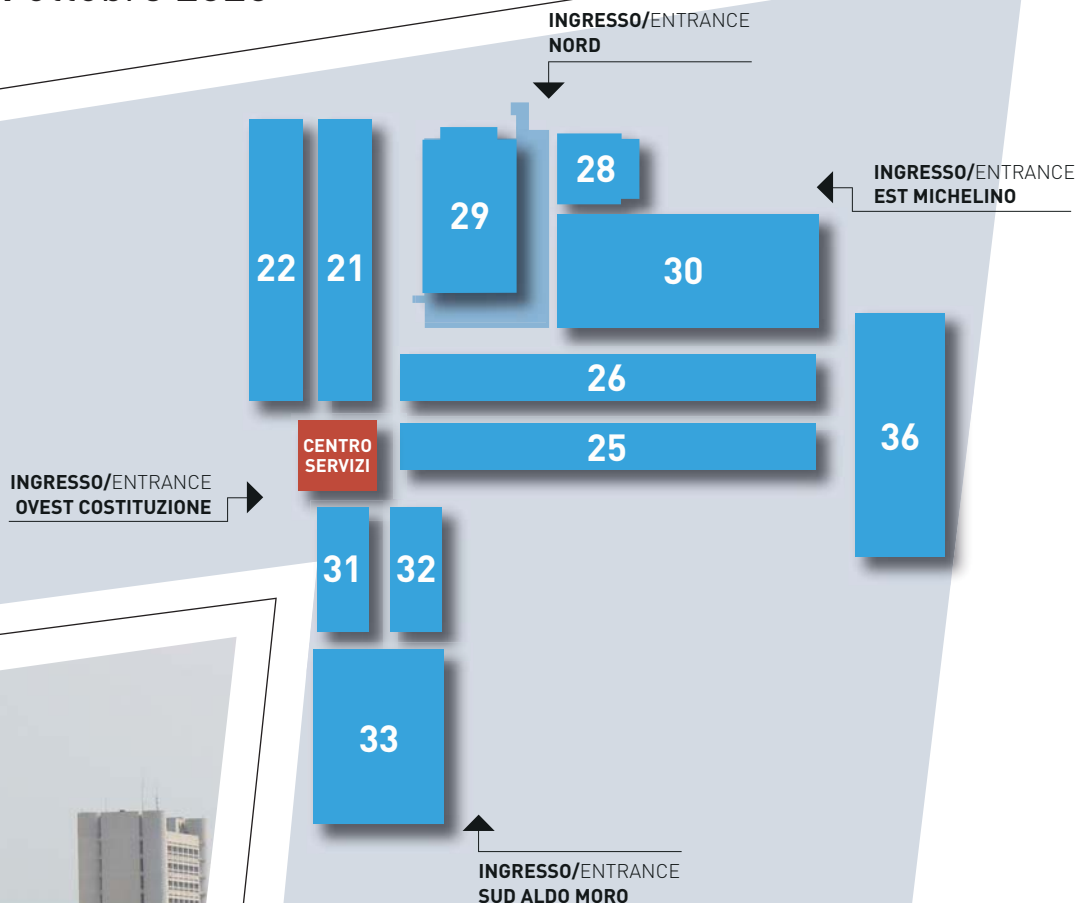 INGRESSO/ENTRANCE
NORD
28
INGRESSO/ENTRANCE
EST MICHELINO
29
22
21
30
26
CENTRO
SERVIZI
25
36
INGRESSO/ENTRANCE
OVEST COSTITUZIONE
31
32
33
INGRESSO/ENTRANCE
SUD ALDO MORO